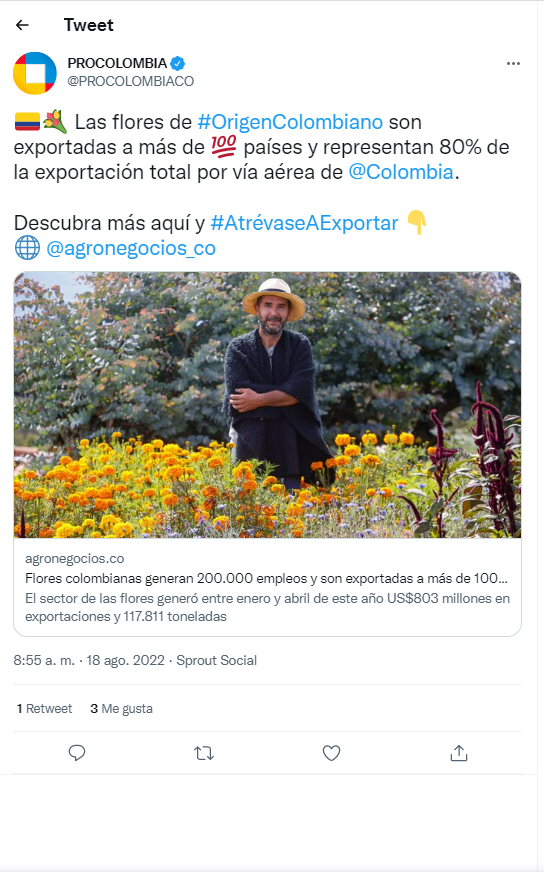 Tweet
PROCOLOMBIA
@PROCOLOMBIACO
🇨🇴💐 Las flores de #OrigenColombiano son
exportadas a más de 💯 países y representan 80% de
la exportación total por vía aérea de @Colombia.
Descubra más aquí y #AtrévaseAExportar 👇
🌐 @agronegocios_co
agronegocios.co
Flores colombianas generan 200.000 empleos y son exportadas a más de 100...
El sector de las flores generó entre enero y abril de este año US$803 millones en
exportaciones y 117.811 toneladas
8:55 a. m. · 18 ago. 2022 · Sprout Social
1 Retweet 3 Me gusta